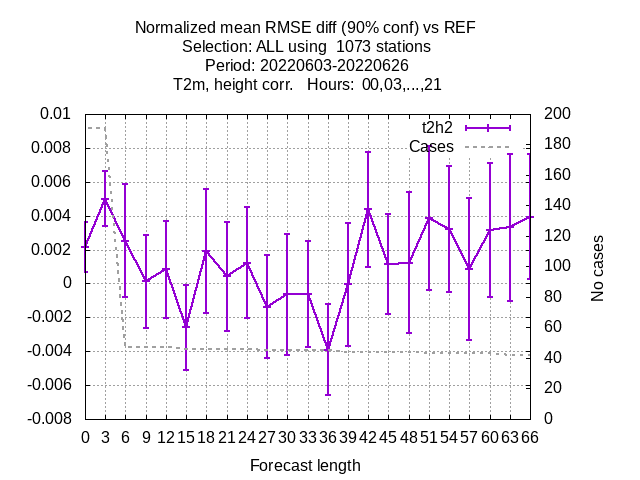 Normalized mean RMSE diff (90% conf) vs REF
Selection: ALL using  1073 stations
Period: 20220603-20220626
T2m, height corr.   Hours:  00,03,...,21
0.01
0.008
0.006
0.004
0.002
0
-0.002
-0.004
-0.006
-0.008
t2h2
Cases
200
180
160
140
120
100
80
60
40
20
0
No cases
0 3 6 9 12 15 18 21 24 27 30 33 36 39 42 45 48 51 54 57 60 63 66
Forecast length